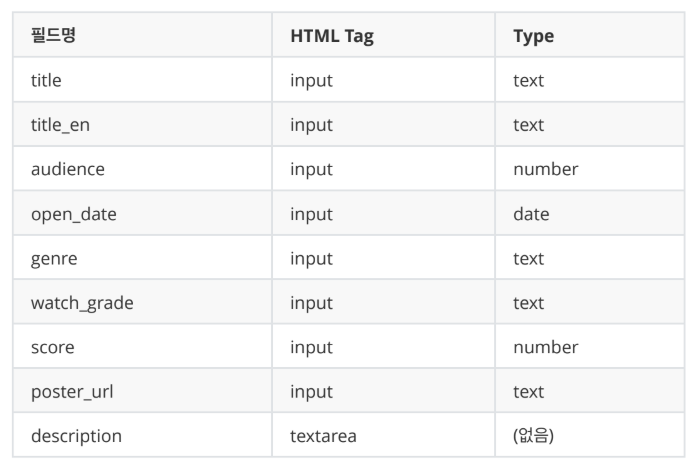 필드명 HTML Tag Type
title input text
title_en input text
audience input number
open_date input date
genre input text
watch_grade input text
score input number
poster_url input text
description textarea (없음)